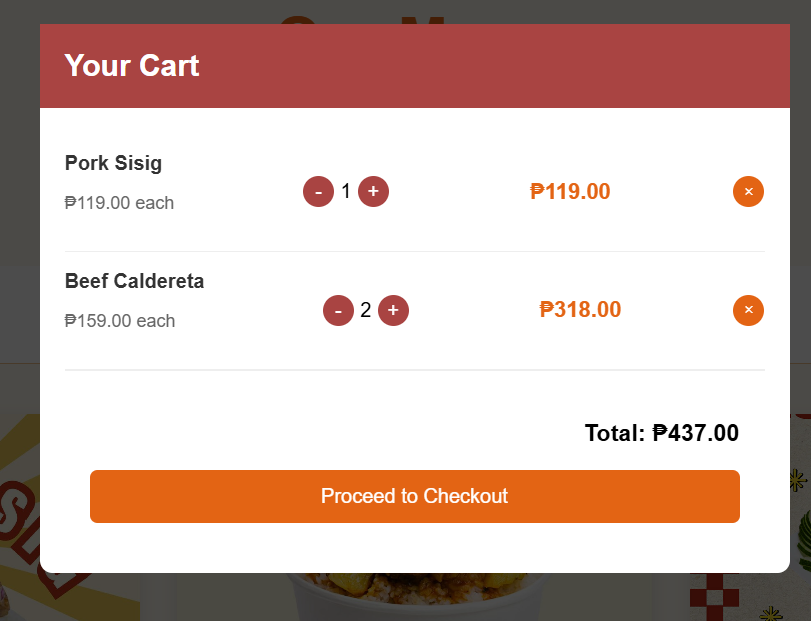 Your Cart
Pork Sisig
₱119.00 each
- 1 +
₱119.00
×
Beef Caldereta
₱159.00 each
- 2 +
₱318.00
×
Total: ₱437.00
Proceed to Checkout